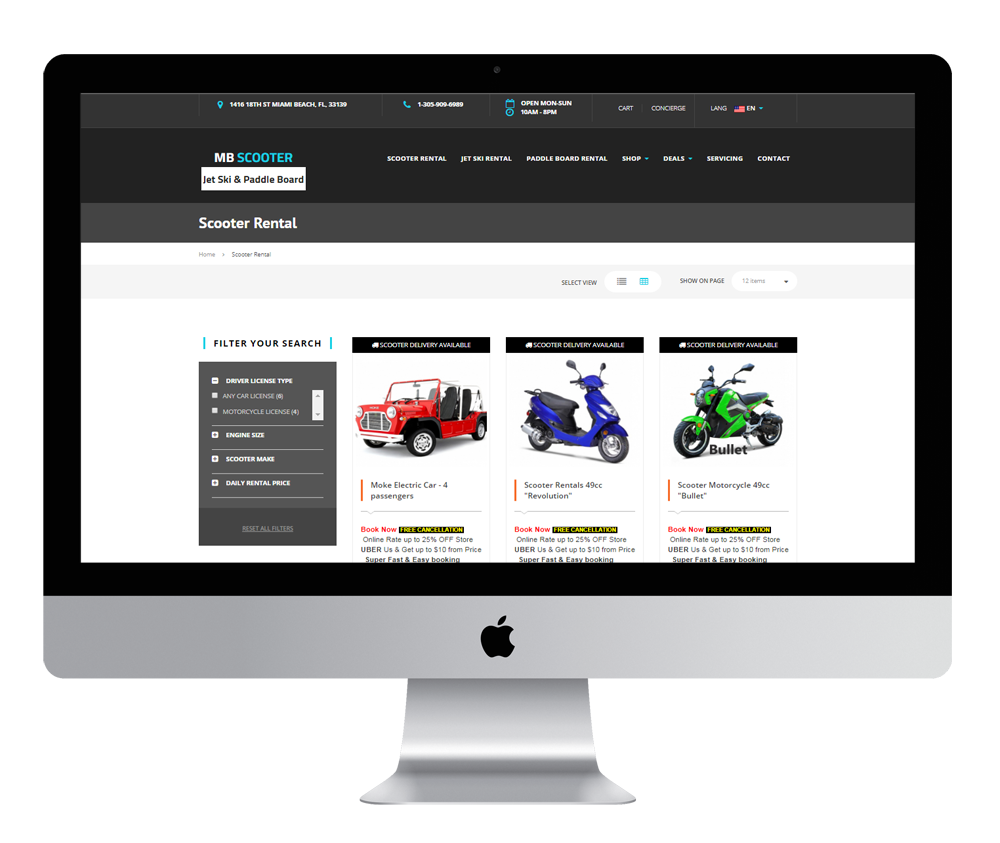 1416 18TH ST MIAMI BEACH, FL, 33139
1-305-909-6989
OPEN MON-SUN
10AM - 8PM
CART
CONCIERGE
LANG
EN
MB SCOOTER
Jet Ski & Paddle Board
SCOOTER RENTAL
JET SKI RENTAL
PADDLE BOARD RENTAL
SHOP
DEALS
SERVICING
CONTACT
Scooter Rental
Home › Scooter Rental
SELECT VIEW
SHOW ON PAGE
12 items
FILTER YOUR SEARCH
DRIVER LICENSE TYPE
ANY CAR LICENSE (6)
MOTORCYCLE LICENSE (4)
ENGINE SIZE
SCOOTER MAKE
DAILY RENTAL PRICE
RESET ALL FILTERS
SCOOTER DELIVERY AVAILABLE
Moke Electric Car - 4
passengers
Book Now FREE CANCELLATION
Online Rate up to 25% OFF Store
UBER Us & Get up to $10 from Price
Super Fast & Easy booking
SCOOTER DELIVERY AVAILABLE
Scooter Rentals 49cc
"Revolution"
Book Now FREE CANCELLATION
Online Rate up to 25% OFF Store
UBER Us & Get up to $10 from Price
Super Fast & Easy booking
SCOOTER DELIVERY AVAILABLE
Bullet
Scooter Motorcycle 49cc
"Bullet"
Book Now FREE CANCELLATION
Online Rate up to 25% OFF Store
UBER Us & Get up to $10 from Price
Super Fast & Easy booking